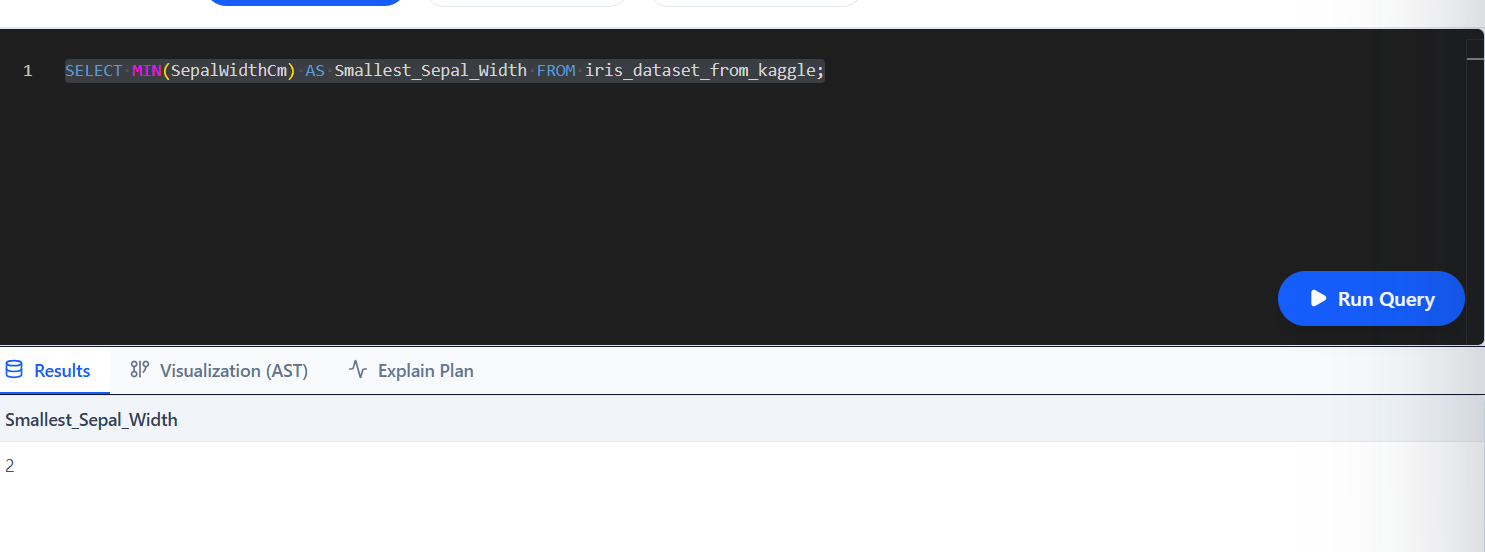 1 SELECT MIN(SepalWidthCm) AS Smallest_Sepal_Width FROM iris_dataset_from_kaggle;
Run Query
Results Visualization (AST) Explain Plan
Smallest_Sepal_Width
2